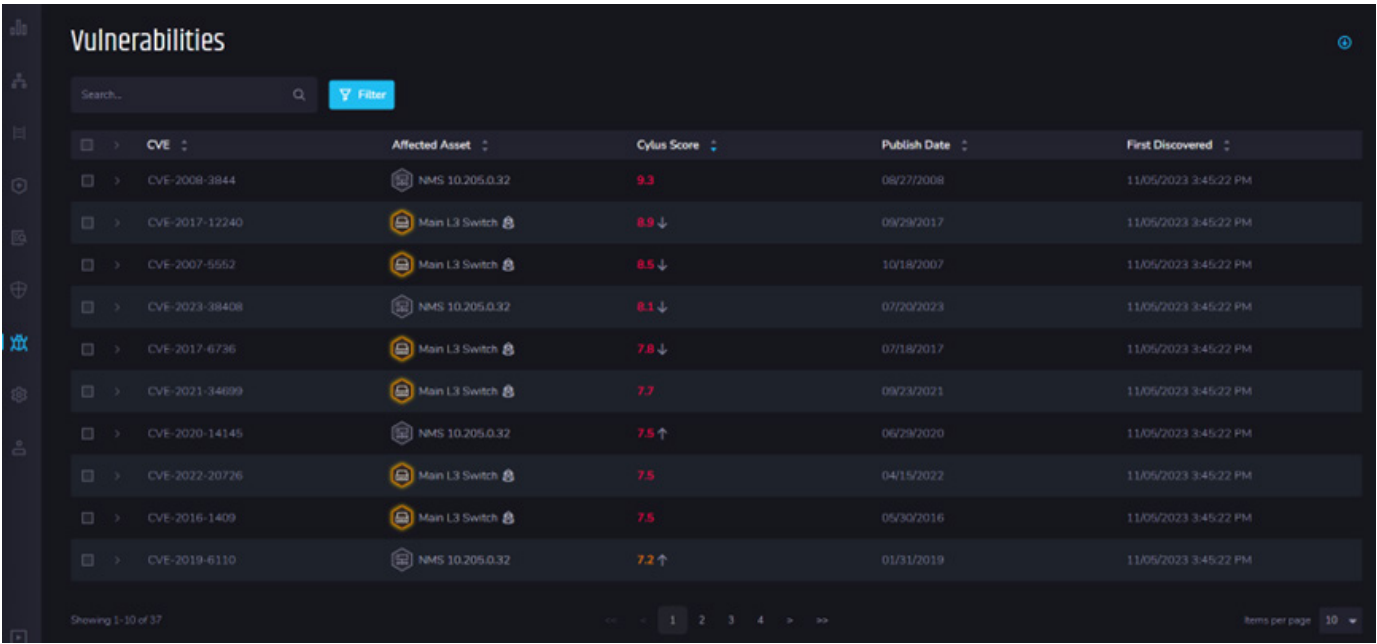 Vulnerabilities
Search...
Filter
CVE Affected Asset Cylus Score Publish Date First Discovered
CVE-2008-3844 NMS 10.205.0.32 9.3 08/27/2008 11/05/2023 3:45:22 PM
CVE-2017-12240 Main L3 Switch 8.9 ↓ 09/29/2017 11/05/2023 3:45:22 PM
CVE-2007-5552 Main L3 Switch 8.5 ↓ 10/18/2007 11/05/2023 3:45:22 PM
CVE-2023-38408 NMS 10.205.0.32 8.1 ↓ 07/20/2023 11/05/2023 3:45:22 PM
CVE-2017-6736 Main L3 Switch 7.8 ↓ 07/18/2017 11/05/2023 3:45:22 PM
CVE-2021-34699 Main L3 Switch 7.7 09/23/2021 11/05/2023 3:45:22 PM
CVE-2020-14145 NMS 10.205.0.32 7.5 ↑ 06/29/2020 11/05/2023 3:45:22 PM
CVE-2022-20726 Main L3 Switch 7.5 04/15/2022 11/05/2023 3:45:22 PM
CVE-2016-1409 Main L3 Switch 7.5 05/30/2016 11/05/2023 3:45:22 PM
CVE-2019-6110 NMS 10.205.0.32 7.2 ↑ 01/31/2019 11/05/2023 3:45:22 PM
Showing 1-10 of 37 << < 1 2 3 4 > >> Items per page 10